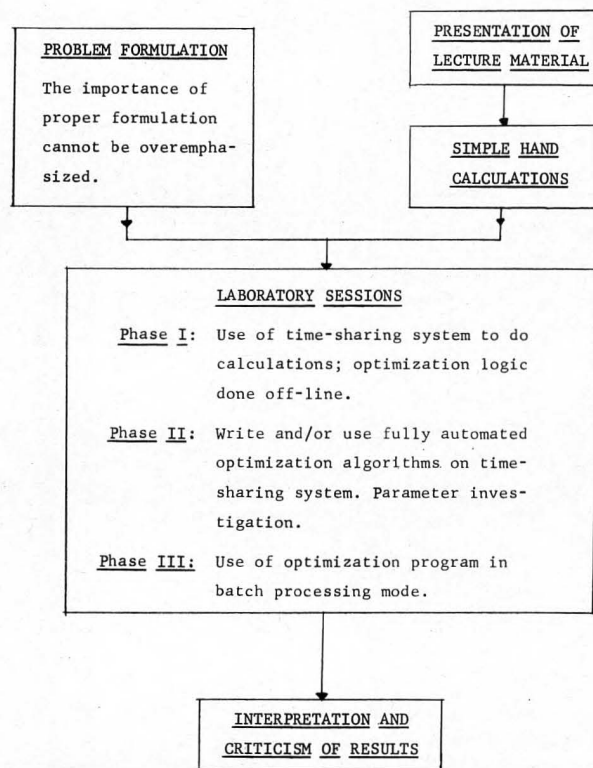 PROBLEM FORMULATION
The importance of
proper formulation
cannot be overempha-
sized.
PRESENTATION OF
LECTURE MATERIAL
SIMPLE HAND
CALCULATIONS
LABORATORY SESSIONS
Phase I: Use of time-sharing system to do
calculations; optimization logic
done off-line.
Phase II: Write and/or use fully automated
optimization algorithms on time-
sharing system. Parameter inves-
tigation.
Phase III: Use of optimization program in
batch processing mode.
INTERPRETATION AND
CRITICISM OF RESULTS